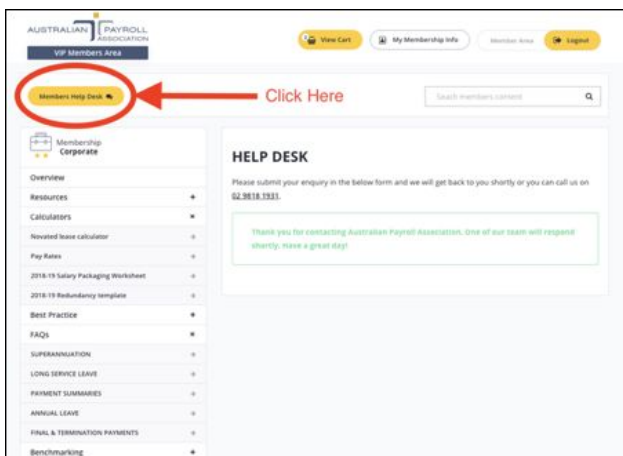 AUSTRALIAN PAYROLL
ASSOCIATION
VIP Members Area
View Cart
My Membership Info
Member Area
Logout
Members Help Desk
Click Here
Seach members content
Membership
Corporate
Overview
Resources +
Calculators
Novated lease calculator
Pay Rates
2018-19 Salary Packaging Worksheet
2018-19 Redundancy template
Best Practice +
FAQs
SUPERANNUATION
LONG SERVICE LEAVE
PAYMENT SUMMARIES
ANNUAL LEAVE
FINAL & TERMINATION PAYMENTS
Benchmarking +
HELP DESK
Please submit your enquiry in the below form and we will get back to you shortly or you can call us on
02 9818 1931.
Thank you for contacting Australian Payroll Association, One of our team will respond
shortly. Have a great day!